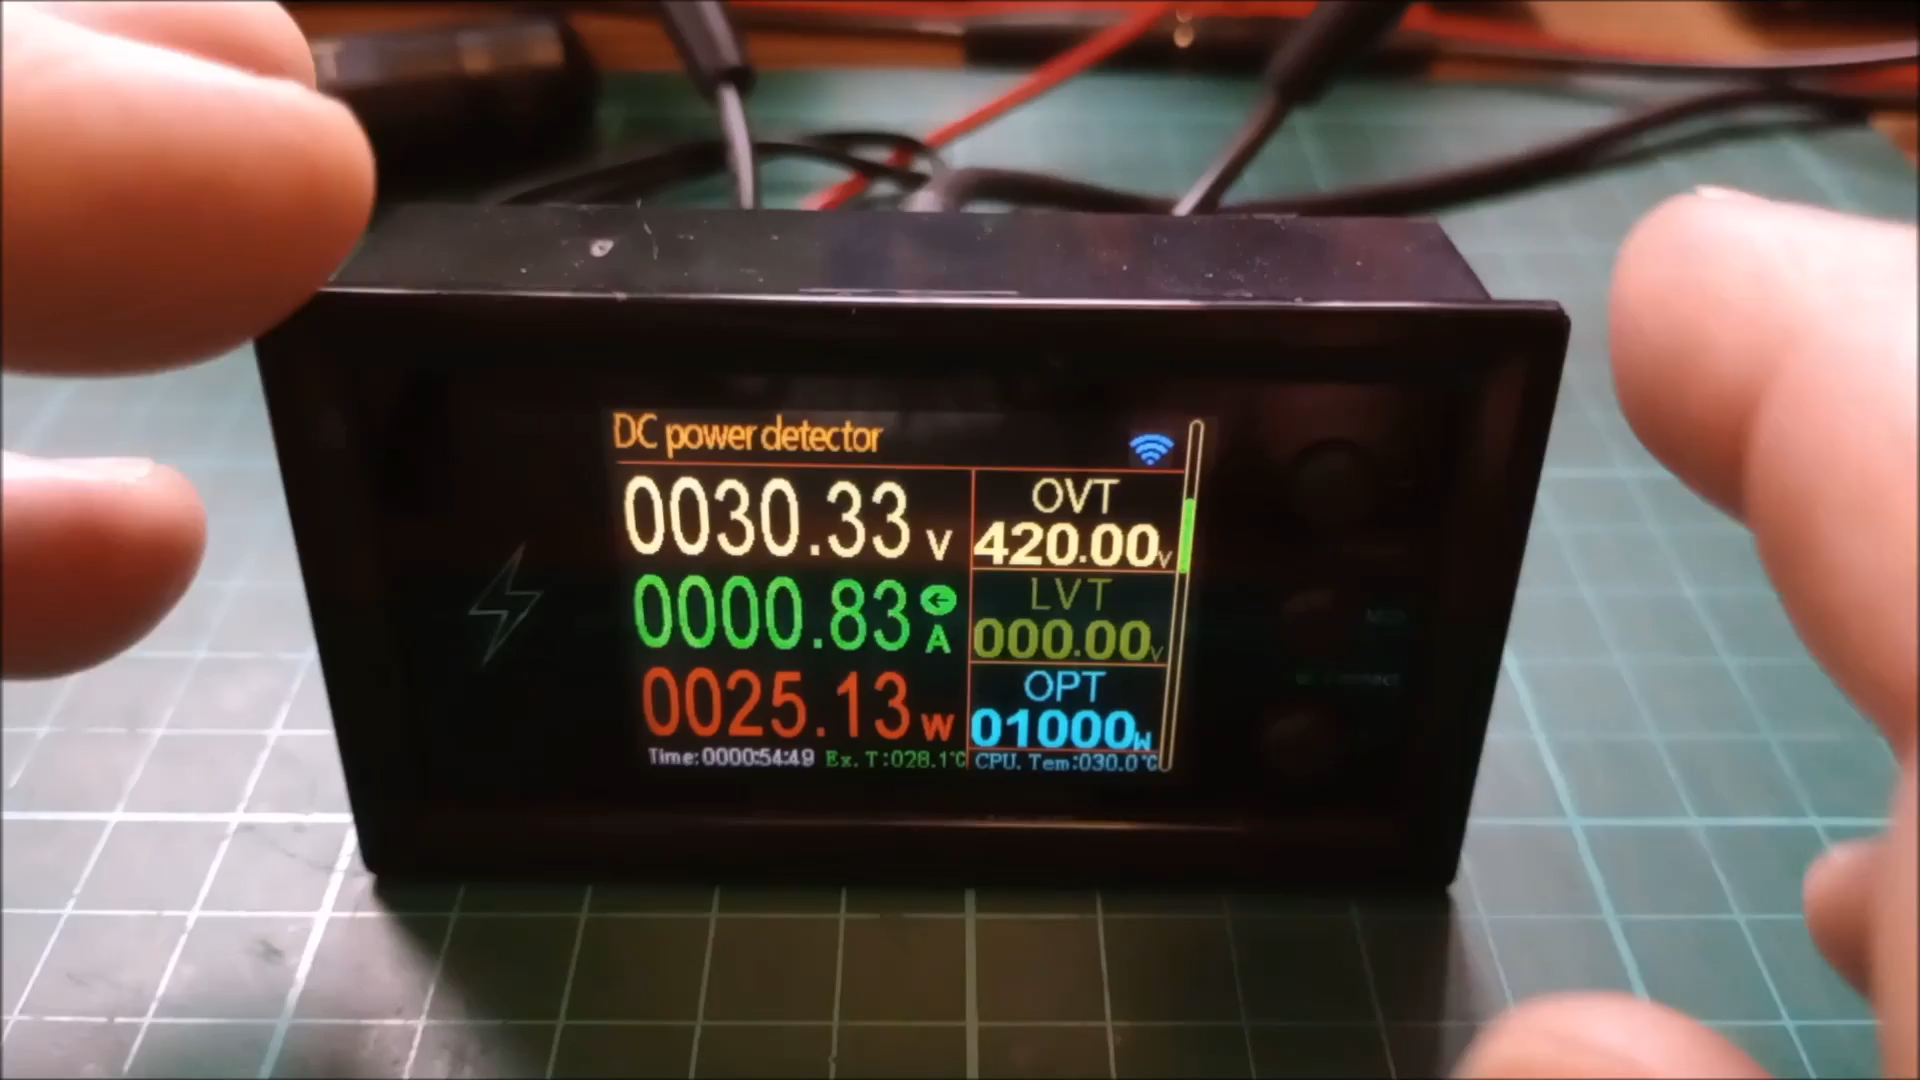 DC power detector
0030.33 V
OVT
420.00V
0000.83 A
LVT
000.00V
0025.13 W
OPT
01000W
Time:0000:54:49 Ex. T:028.1℃ CPU. Tem:030.0℃